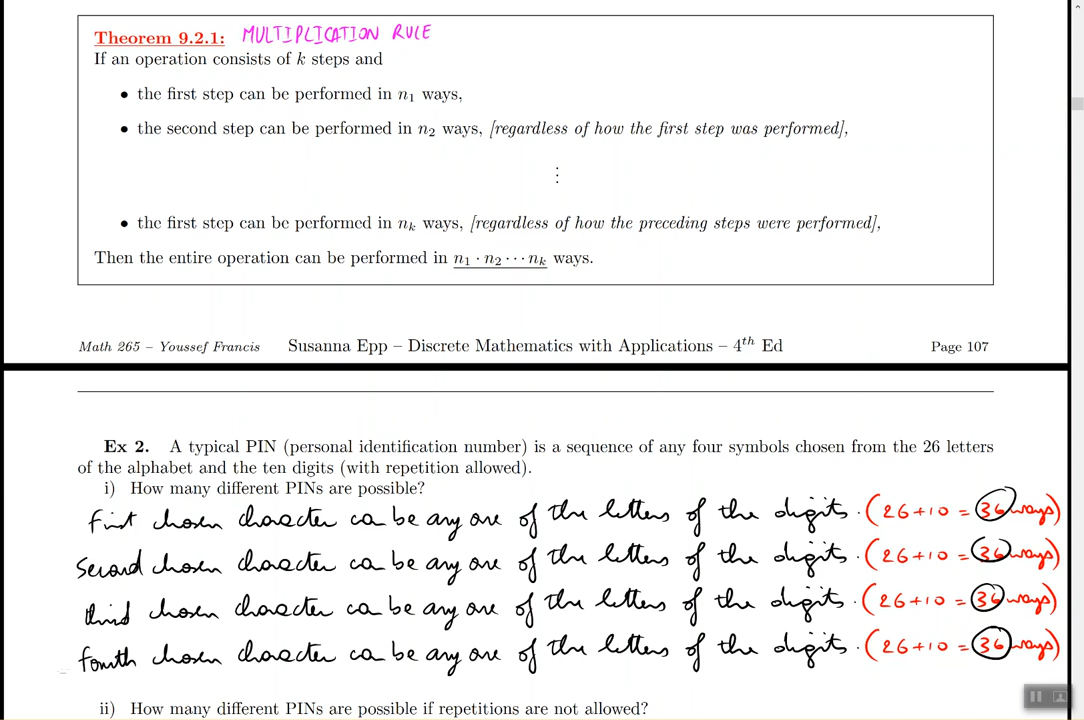 Theorem 9.2.1: MULTIPLICATION RULE
If an operation consists of k steps and
• the first step can be performed in n₁ ways,
• the second step can be performed in n₂ ways, [regardless of how the first step was performed],
⋮
• the first step can be performed in nₖ ways, [regardless of how the preceding steps were performed],
Then the entire operation can be performed in n₁ · n₂ ⋯ nₖ ways.
Math 265 – Youssef Francis Susanna Epp – Discrete Mathematics with Applications – 4ᵗʰ Ed Page 107
Ex 2. A typical PIN (personal identification number) is a sequence of any four symbols chosen from the 26 letters
of the alphabet and the ten digits (with repetition allowed).
i) How many different PINs are possible?
First chosen character can be any one of the letters of the digits. (26+10 = 36 ways)
Second chosen character can be any one of the letters of the digits. (26+10 = 36 ways)
third chosen character can be any one of the letters of the digits. (26+10 = 36 ways)
fourth chosen character can be any one of the letters of the digits. (26+10 = 36 ways)
ii) How many different PINs are possible if repetitions are not allowed?